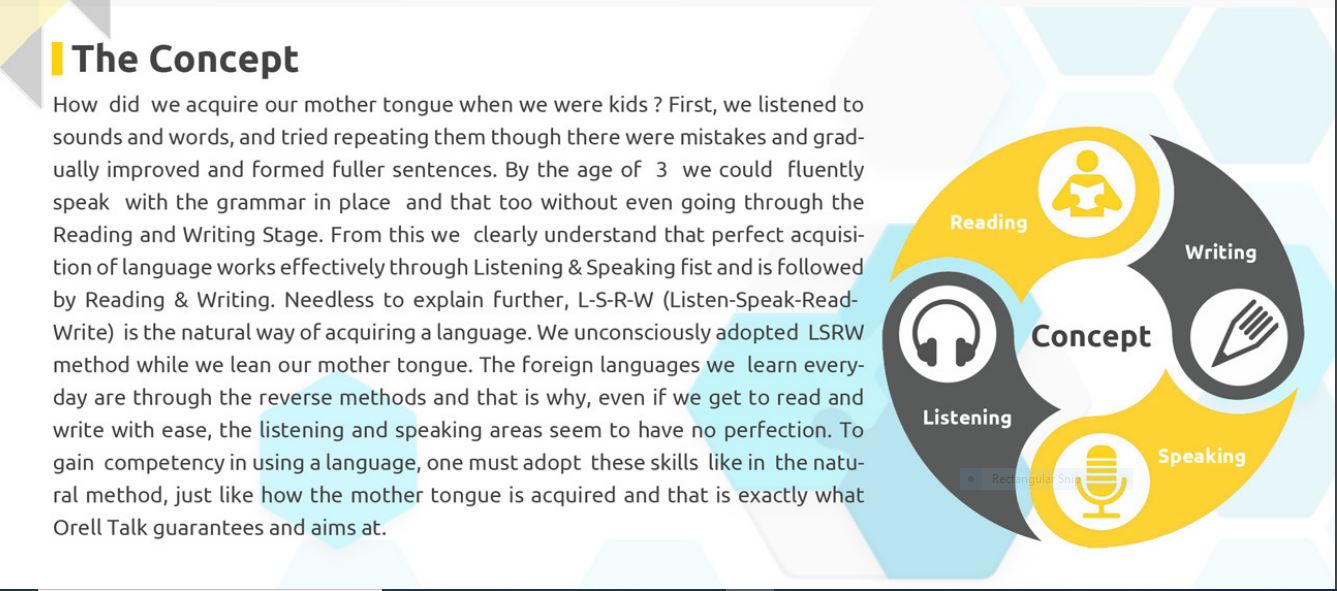 The Concept
How did we acquire our mother tongue when we were kids ? First, we listened to
sounds and words, and tried repeating them though there were mistakes and grad-
ually improved and formed fuller sentences. By the age of 3 we could fluently
speak with the grammar in place and that too without even going through the
Reading and Writing Stage. From this we clearly understand that perfect acquisi-
tion of language works effectively through Listening & Speaking fist and is followed
by Reading & Writing. Needless to explain further, L-S-R-W (Listen-Speak-Read-
Write) is the natural way of acquiring a language. We unconsciously adopted LSRW
method while we lean our mother tongue. The foreign languages we learn every-
day are through the reverse methods and that is why, even if we get to read and
write with ease, the listening and speaking areas seem to have no perfection. To
gain competency in using a language, one must adopt these skills like in the natu-
ral method, just like how the mother tongue is acquired and that is exactly what
Orell Talk guarantees and aims at.
Reading
Writing
Concept
Listening
Speaking
Rectangular Snip